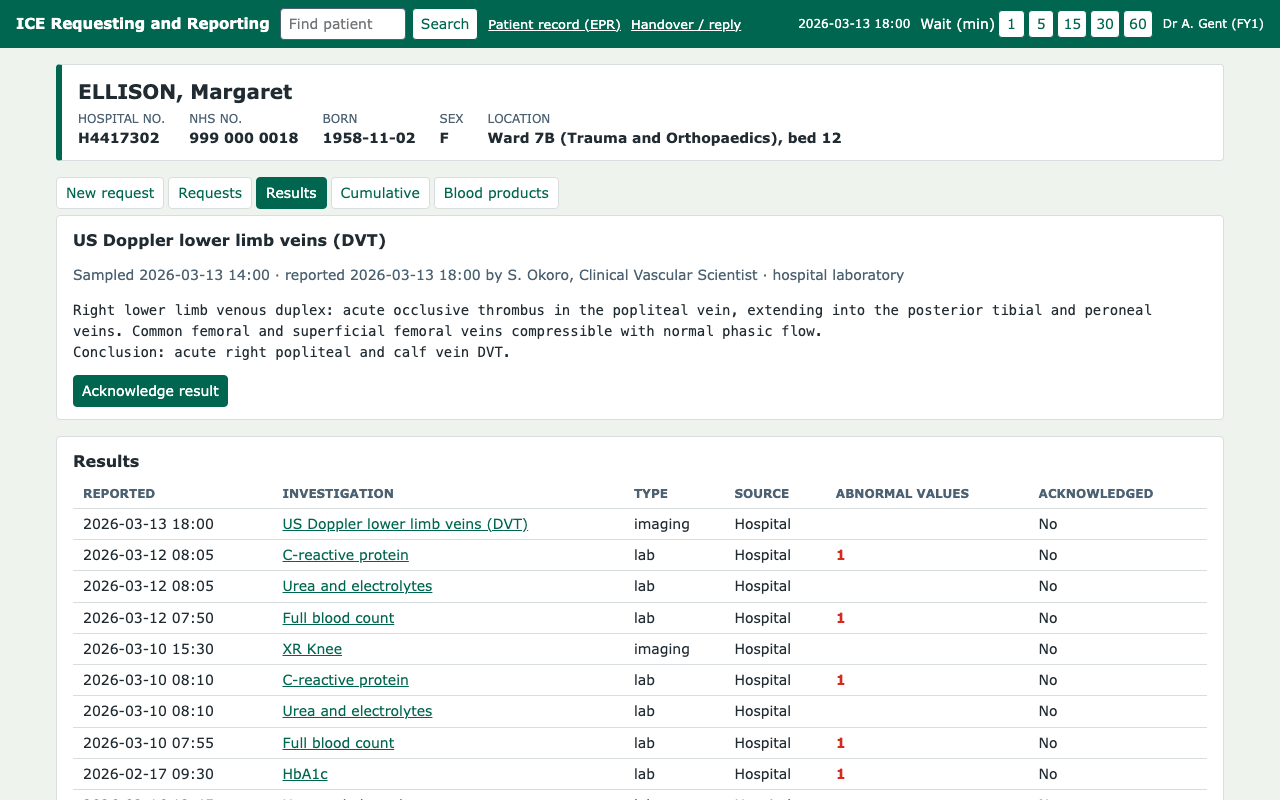 ICE Requesting and Reporting Find patient Search Patient record (EPR) Handover / reply 2026-03-13 18:00 Wait (min) 1 5 15 30 60 Dr A. Gent (FY1)
ELLISON, Margaret
HOSPITAL NO. NHS NO. BORN SEX LOCATION
H4417302 999 000 0018 1958-11-02 F Ward 7B (Trauma and Orthopaedics), bed 12
New request Requests Results Cumulative Blood products
US Doppler lower limb veins (DVT)
Sampled 2026-03-13 14:00 · reported 2026-03-13 18:00 by S. Okoro, Clinical Vascular Scientist · hospital laboratory
Right lower limb venous duplex: acute occlusive thrombus in the popliteal vein, extending into the posterior tibial and peroneal
veins. Common femoral and superficial femoral veins compressible with normal phasic flow.
Conclusion: acute right popliteal and calf vein DVT.
Acknowledge result
Results
REPORTED INVESTIGATION TYPE SOURCE ABNORMAL VALUES ACKNOWLEDGED
2026-03-13 18:00 US Doppler lower limb veins (DVT) imaging Hospital No
2026-03-12 08:05 C-reactive protein lab Hospital 1 No
2026-03-12 08:05 Urea and electrolytes lab Hospital No
2026-03-12 07:50 Full blood count lab Hospital 1 No
2026-03-10 15:30 XR Knee imaging Hospital No
2026-03-10 08:10 C-reactive protein lab Hospital 1 No
2026-03-10 08:10 Urea and electrolytes lab Hospital No
2026-03-10 07:55 Full blood count lab Hospital 1 No
2026-02-17 09:30 HbA1c lab Hospital 1 No